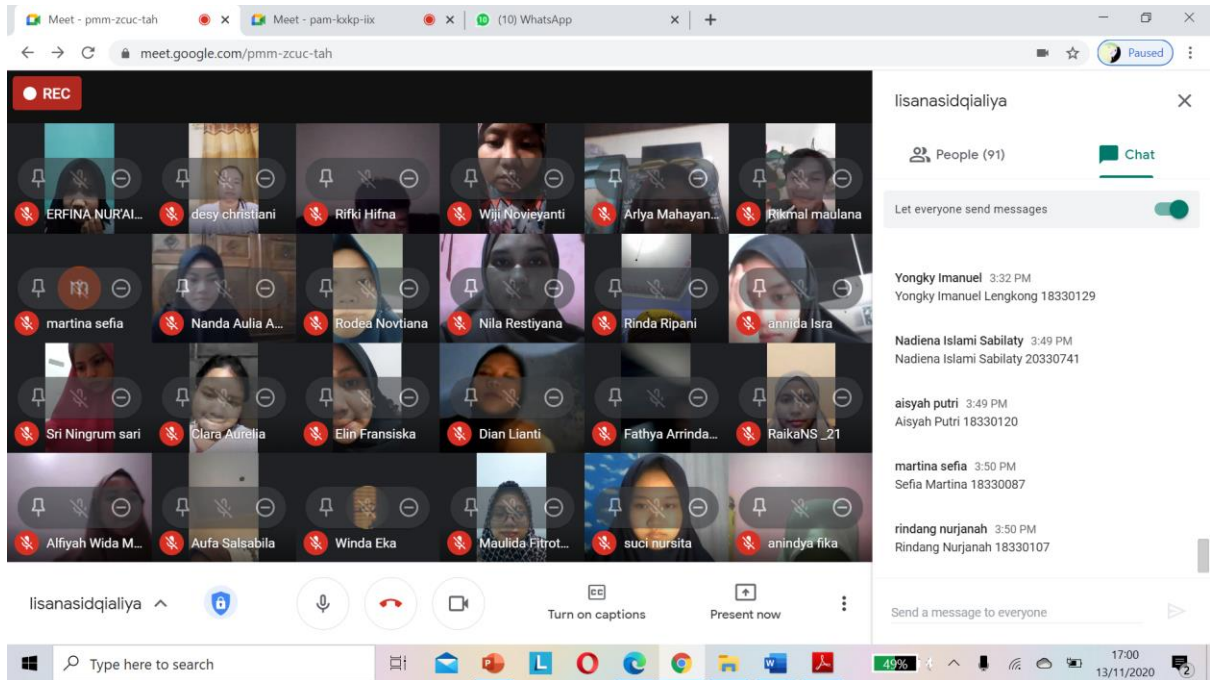 Meet - pmm-zcuc-tah
Meet - pam-kxkp-iix
(10) WhatsApp
meet.google.com/pmm-zcuc-tah
Paused
REC
ERFINA NUR'AI...
desy christiani
Rifki Hifna
Wiji Novieyanti
Arlya Mahayan...
Rikmal maulana
martina sefia
Nanda Aulia A...
Rodea Novtiana
Nila Restiyana
Rinda Ripani
annida Isra
Sri Ningrum sari
Clara Aurelia
Elin Fransiska
Dian Lianti
Fathya Arrinda...
RaikaNS _21
Alfiyah Wida M...
Aufa Salsabila
Winda Eka
Maulida Fitrot...
suci nursita
anindya fika
lisanasidqialiya
People (91)
Chat
Let everyone send messages
Yongky Imanuel 3:32 PM
Yongky Imanuel Lengkong 18330129
Nadiena Islami Sabilaty 3:49 PM
Nadiena Islami Sabilaty 20330741
aisyah putri 3:49 PM
Aisyah Putri 18330120
martina sefia 3:50 PM
Sefia Martina 18330087
rindang nurjanah 3:50 PM
Rindang Nurjanah 18330107
Send a message to everyone
lisanasidqialiya
Turn on captions
Present now
Type here to search
49%
17:00
13/11/2020
2